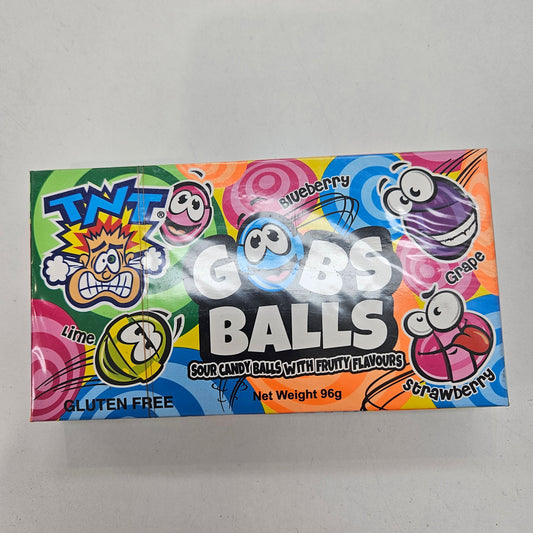 TNT®
Blueberry
GOBS
BALLS
Grape
Lime
SOUR CANDY BALLS WITH FRUITY FLAVOURS
Strawberry
GLUTEN FREE
Net Weight 96g